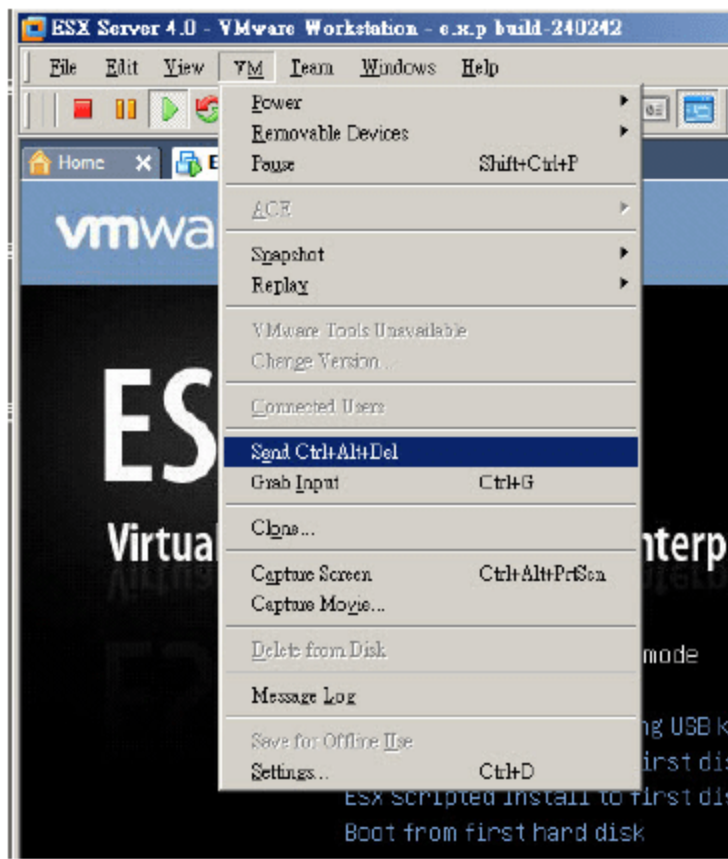 ESX Server 4.0 - VMware Workstation - e.x.p build-240242
File Edit View VM Team Windows Help
Power
Removable Devices
Pause Shift+Ctrl+P
Home E
ACE
vmwa
Snapshot
Replay
VMware Tools Unavailable
Change Version...
Connected Users
ES
Send Ctrl+Alt+Del
Grab Input Ctrl+G
Clone...
Virtual nterp
Capture Screen Ctrl+Alt+PrtScn
Capture Movie...
Delete from Disk
mode
Message Log
ng USB k
Save for Offline Use
irst dis
Settings... Ctrl+D
ESX Scripted Install to first dis
Boot from first hard disk